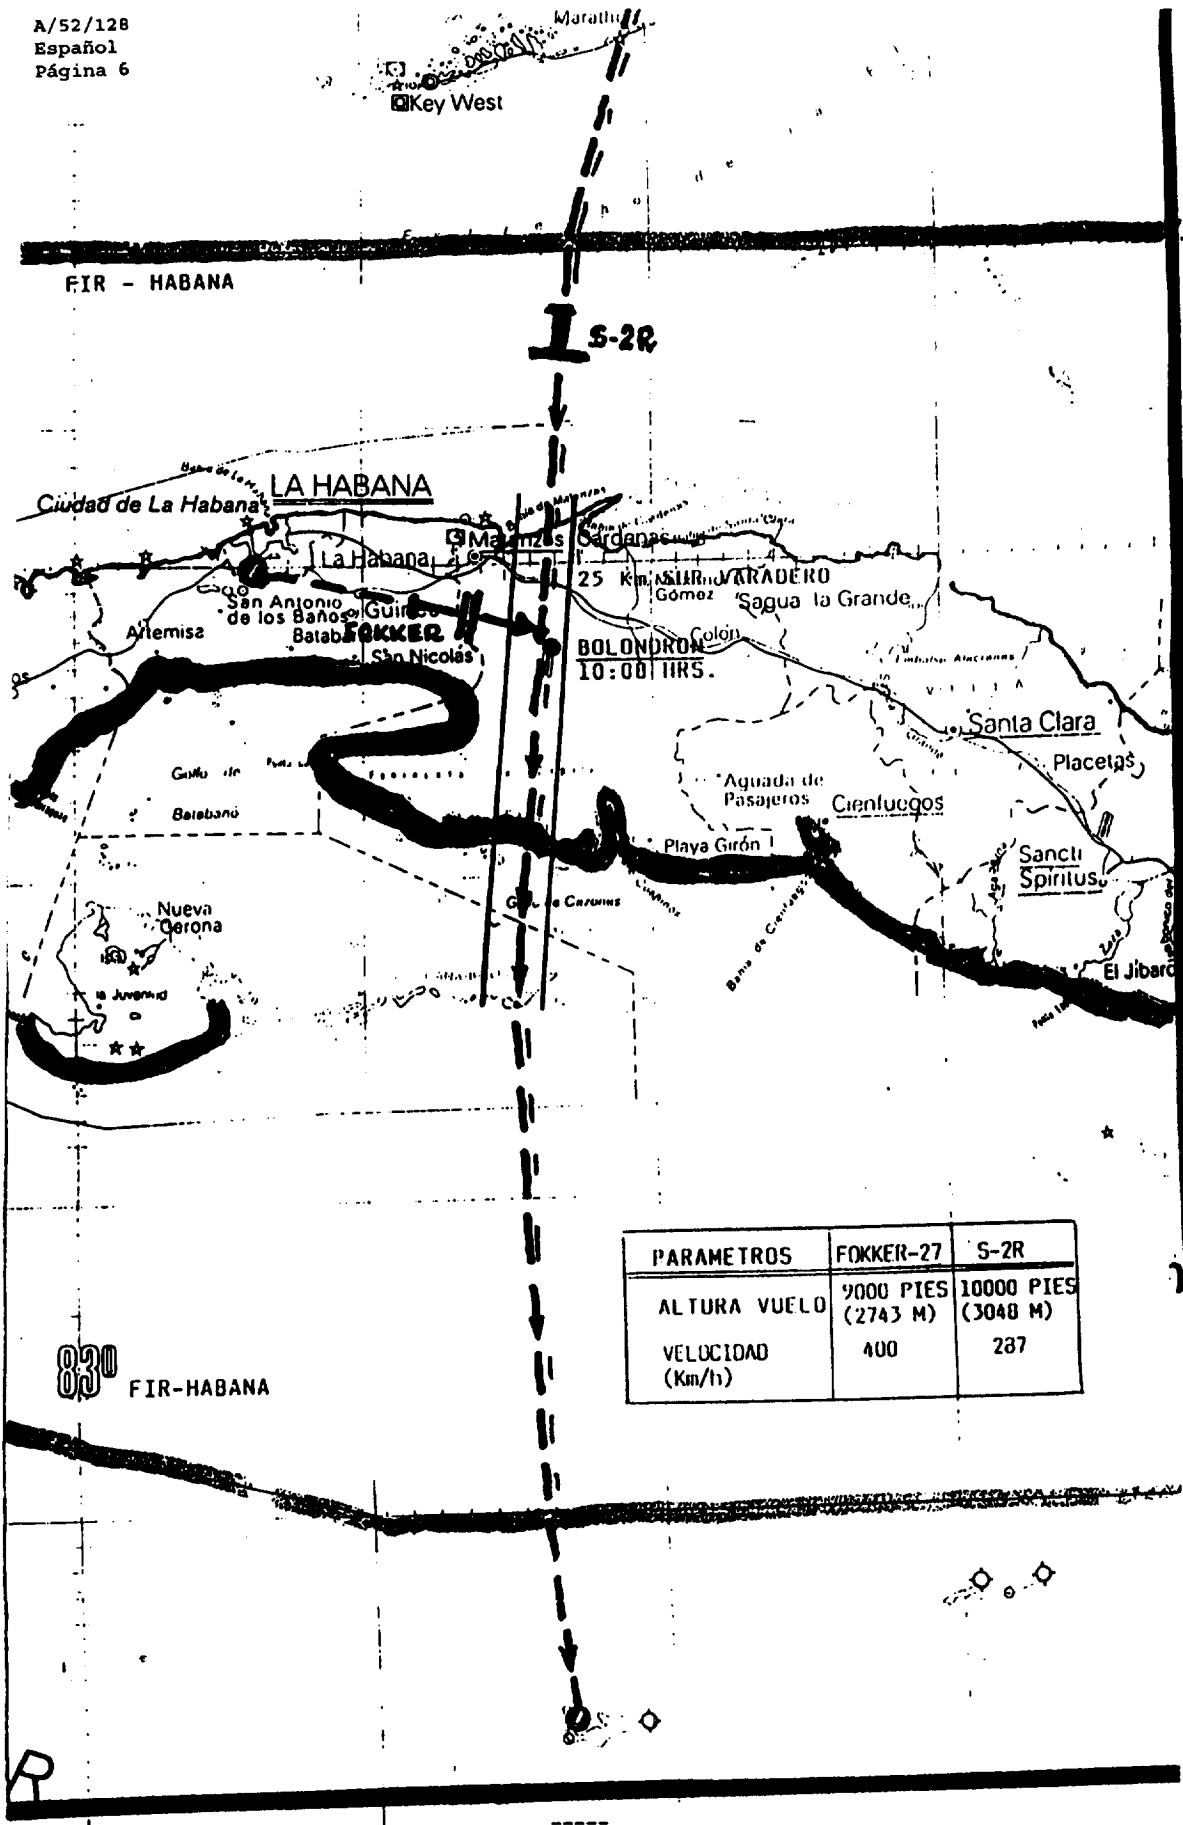 A/52/128
Español
Página 6
Key West
FIR - HABANA
S-2R
LA HABANA
Ciudad de La Habana
La Habana
Cárdenas
25 Km SUR VARADERO
Gómez
Sagua la Grande
San Antonio
de los Baños
Artemisa
FOKKER
San Nicolás
BOLONDRON
10:00 HRS.
Colón
Santa Clara
Placetas
Golfo de
Batabanó
Aguada de
Pasajeros
Cienfuegos
Playa Girón
Sancti
Spíritus
Nueva
Gerona
la Juventud
El Jíbaro
PARAMETROS FOKKER-27 S-2R
ALTURA VUELO 9000 PIES (2743 M) 10000 PIES (3048 M)
VELOCIDAD (Km/h) 400 287
83º
FIR-HABANA
R